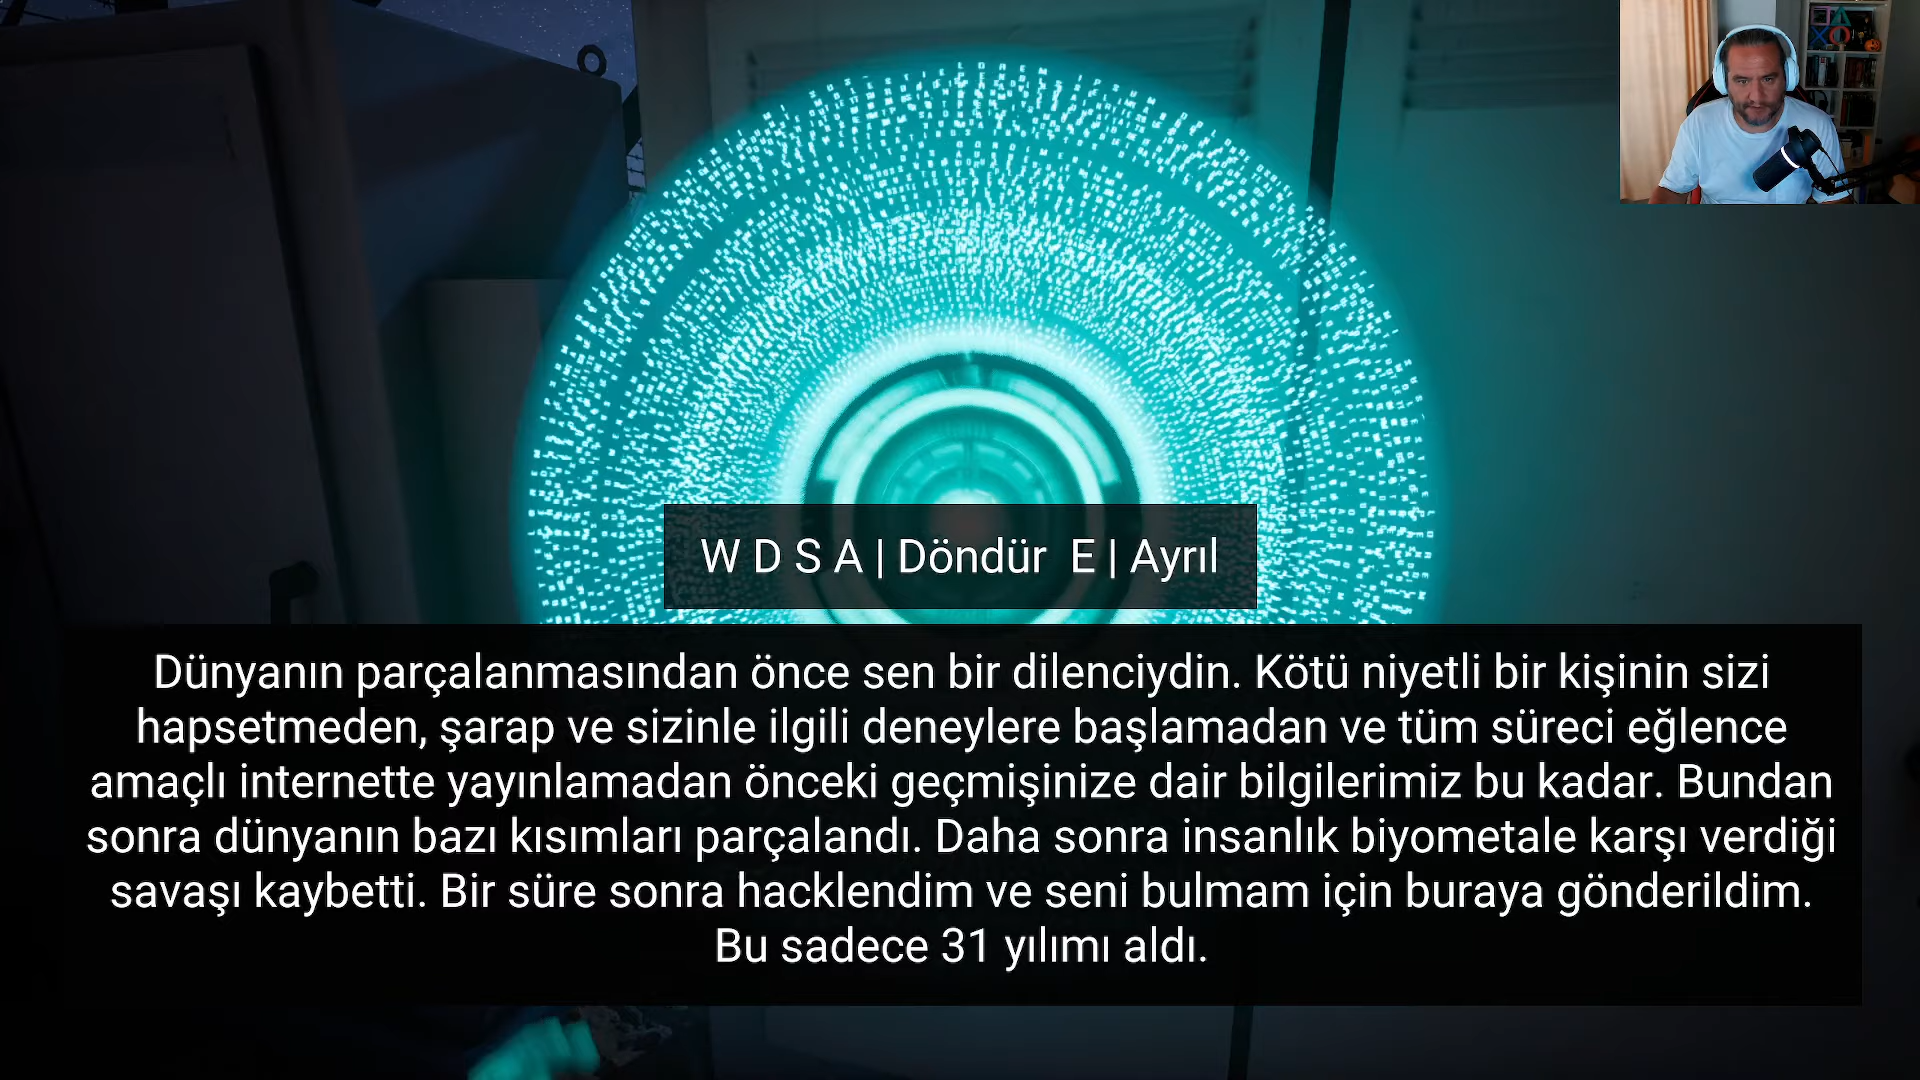 W D S A | Döndür E | Ayrıl
Dünyanın parçalanmasından önce sen bir dilenciydin. Kötü niyetli bir kişinin sizi
hapsetmeden, şarap ve sizinle ilgili deneylere başlamadan ve tüm süreci eğlence
amaçlı internette yayınlamadan önceki geçmişinize dair bilgilerimiz bu kadar. Bundan
sonra dünyanın bazı kısımları parçalandı. Daha sonra insanlık biyometale karşı verdiği
savaşı kaybetti. Bir süre sonra hacklendim ve seni bulmam için buraya gönderildim.
Bu sadece 31 yılımı aldı.